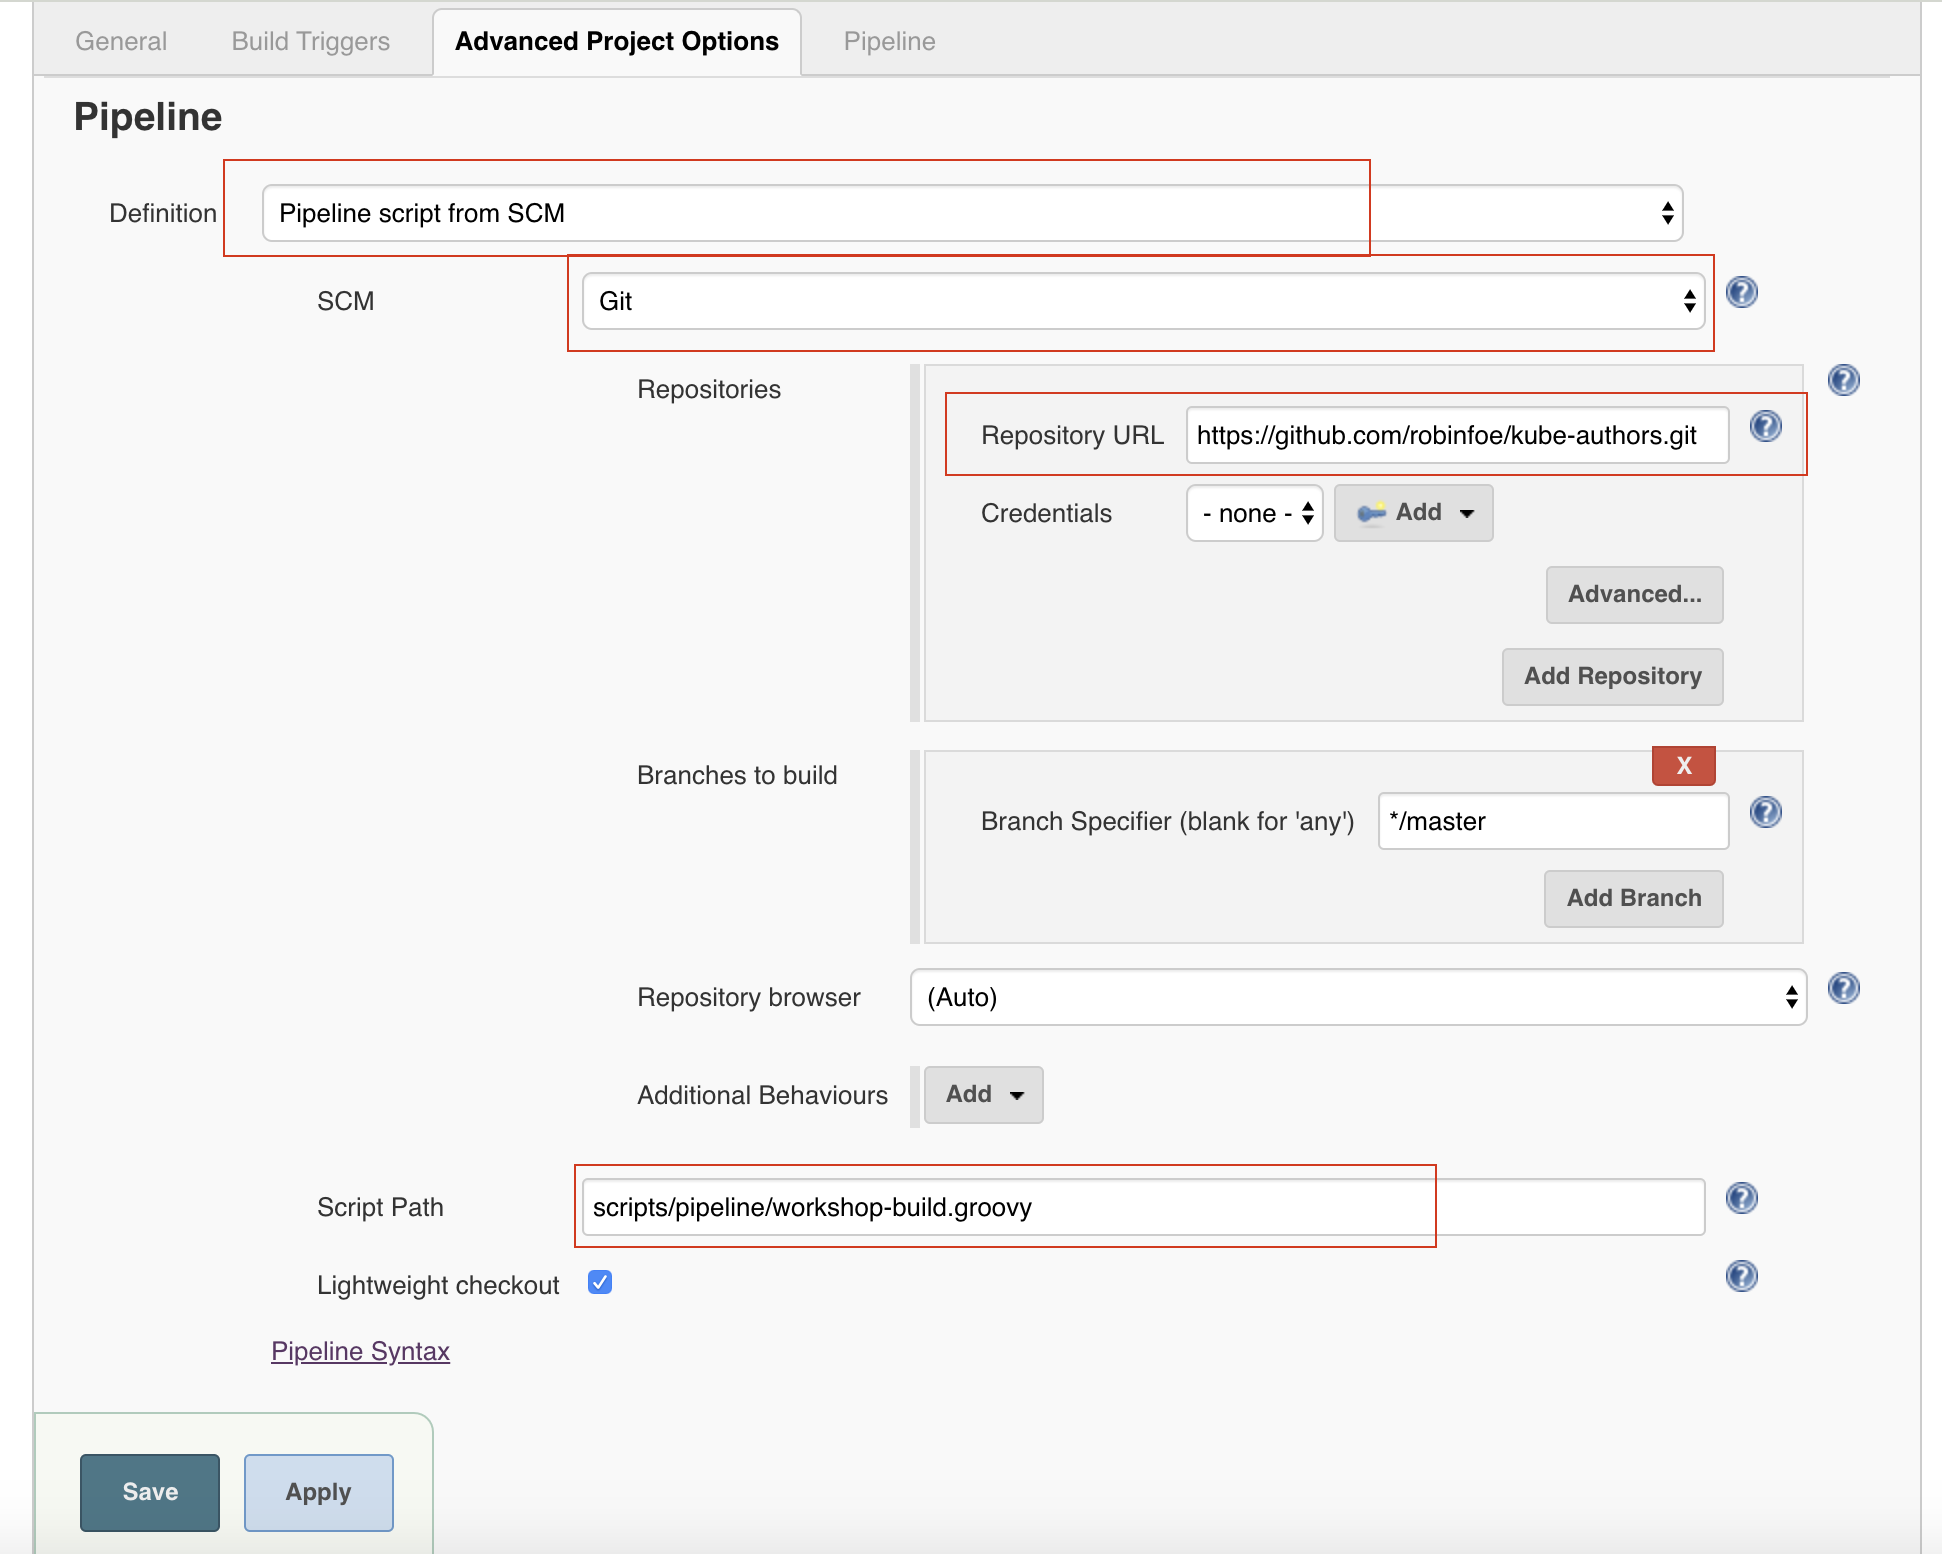 General Build Triggers Advanced Project Options Pipeline
Pipeline
Definition Pipeline script from SCM
SCM Git ?
Repositories ?
Repository URL https://github.com/robinfoe/kube-authors.git ?
Credentials - none - Add
Advanced...
Add Repository
Branches to build X
Branch Specifier (blank for 'any') */master ?
Add Branch
Repository browser (Auto) ?
Additional Behaviours Add
Script Path scripts/pipeline/workshop-build.groovy ?
Lightweight checkout ?
Pipeline Syntax
Save Apply